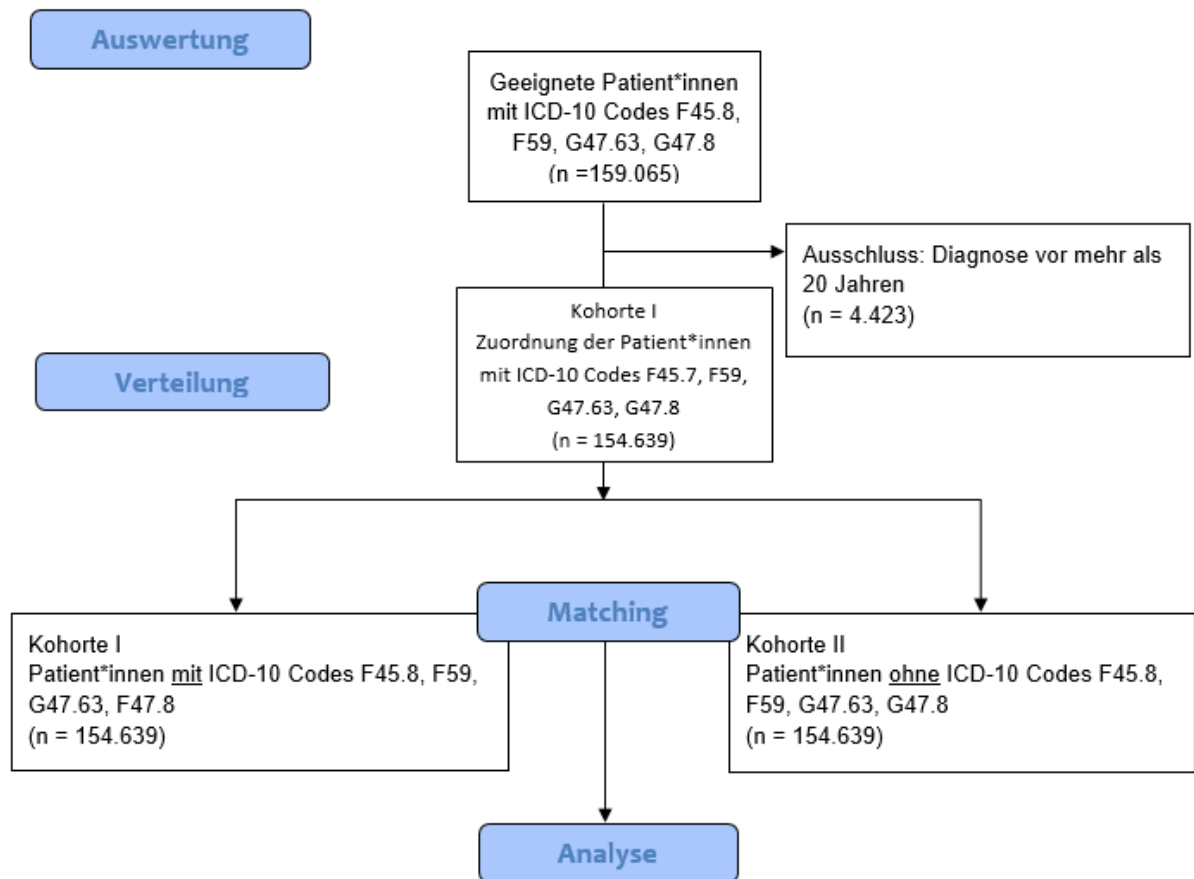 Auswertung
Geeignete Patient*innen
mit ICD-10 Codes F45.8,
F59, G47.63, G47.8
(n =159.065)
Ausschluss: Diagnose vor mehr als
20 Jahren
(n = 4.423)
Kohorte I
Zuordnung der Patient*innen
mit ICD-10 Codes F45.7, F59,
G47.63, G47.8
(n = 154.639)
Verteilung
Matching
Kohorte I
Patient*innen mit ICD-10 Codes F45.8, F59,
G47.63, F47.8
(n = 154.639)
Kohorte II
Patient*innen ohne ICD-10 Codes F45.8,
F59, G47.63, G47.8
(n = 154.639)
Analyse